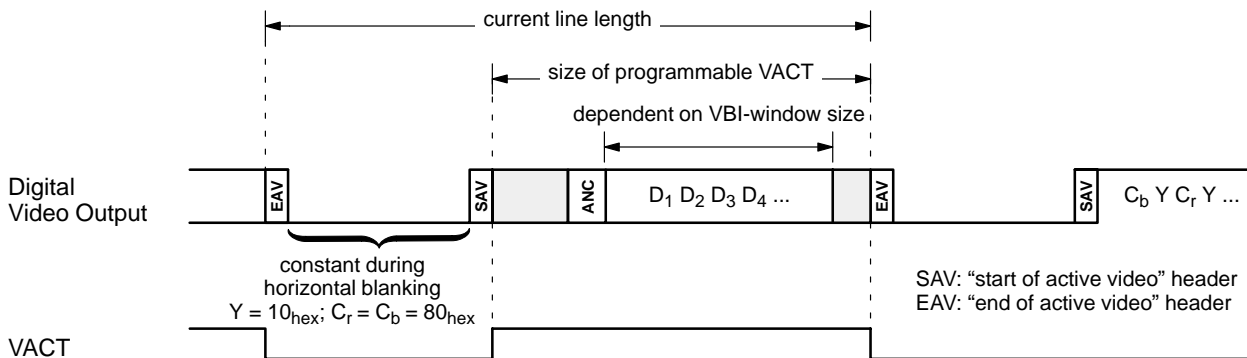 current line length
size of programmable VACT
dependent on VBI-window size
Digital
Video Output
EAV
SAV
ANC
D1 D2 D3 D4 ...
EAV
SAV
Cb Y Cr Y ...
constant during
horizontal blanking
Y = 10hex; Cr = Cb = 80hex
SAV: “start of active video” header
EAV: “end of active video” header
VACT